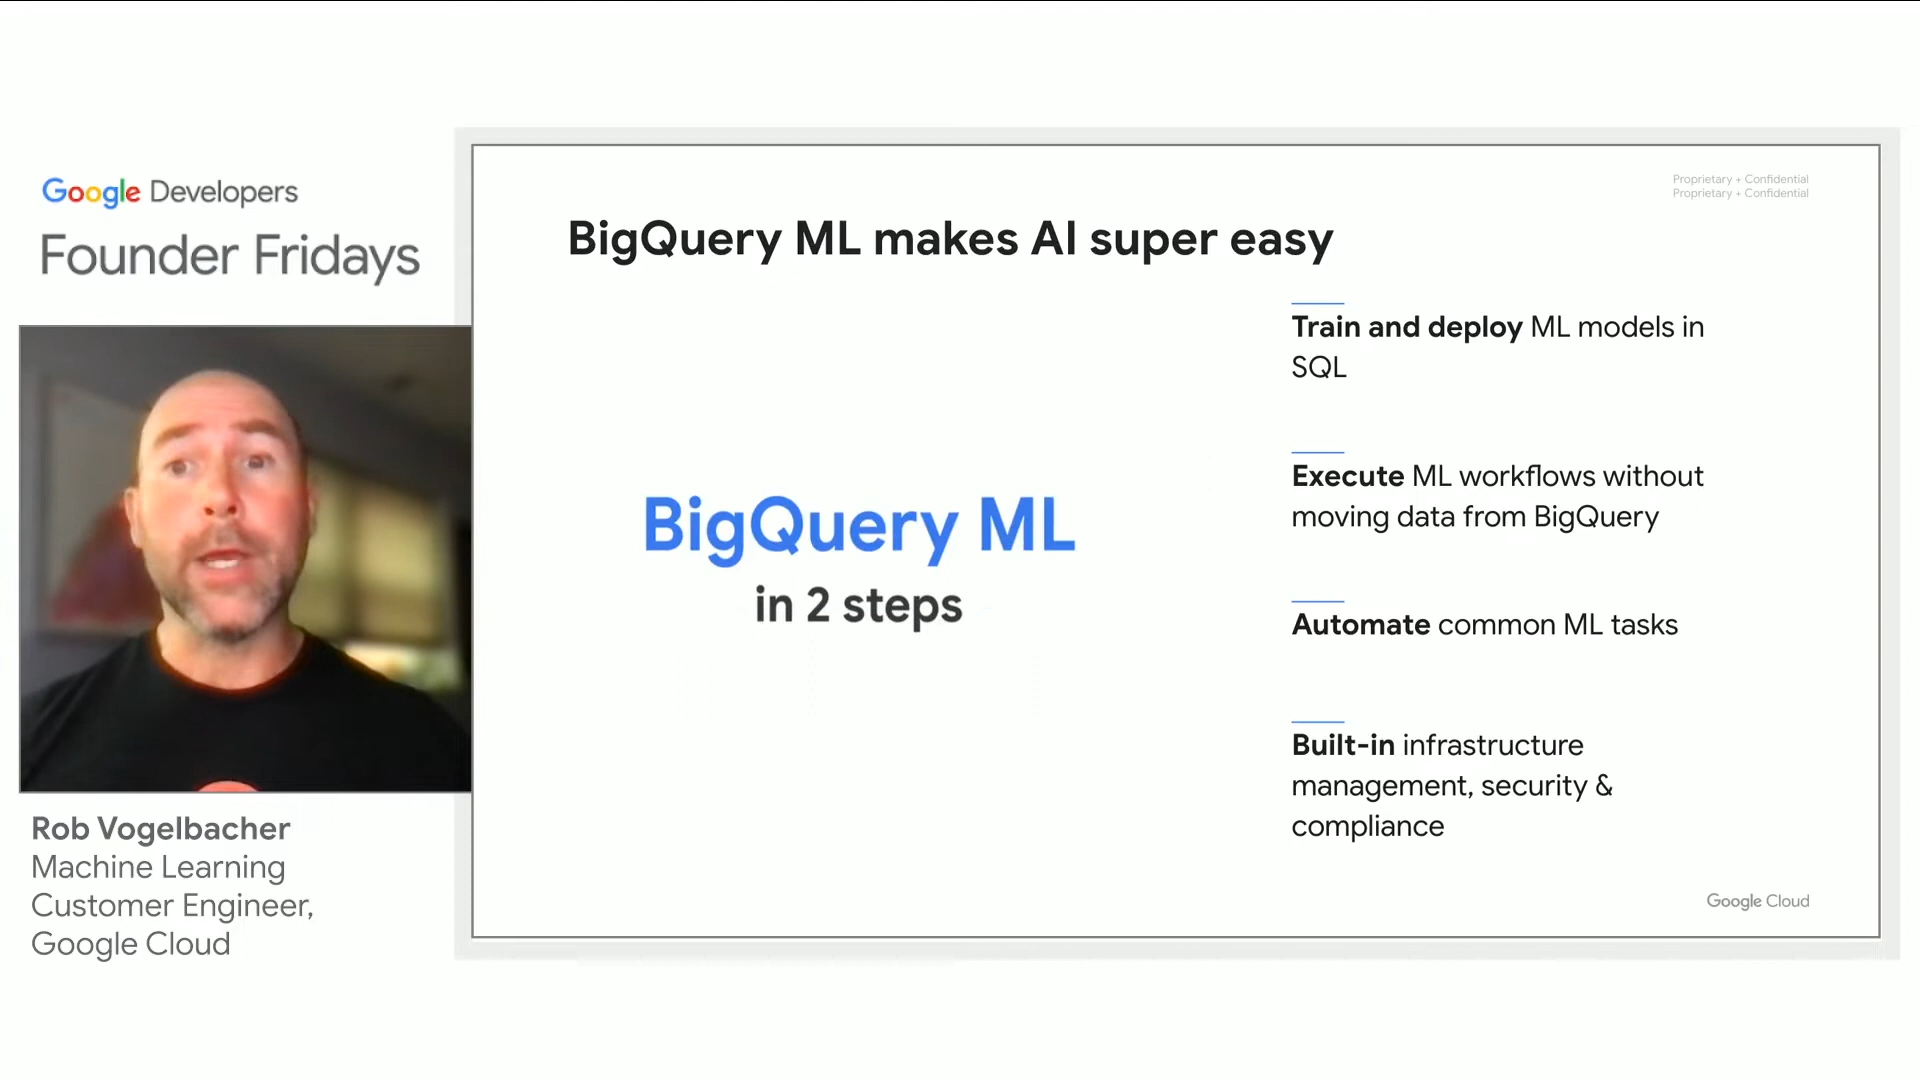 Google Developers
Founder Fridays
Rob Vogelbacher
Machine Learning
Customer Engineer,
Google Cloud
Proprietary + Confidential
Proprietary + Confidential
BigQuery ML makes AI super easy
BigQuery ML
in 2 steps
Train and deploy ML models in
SQL
Execute ML workflows without
moving data from BigQuery
Automate common ML tasks
Built-in infrastructure
management, security &
compliance
Google Cloud